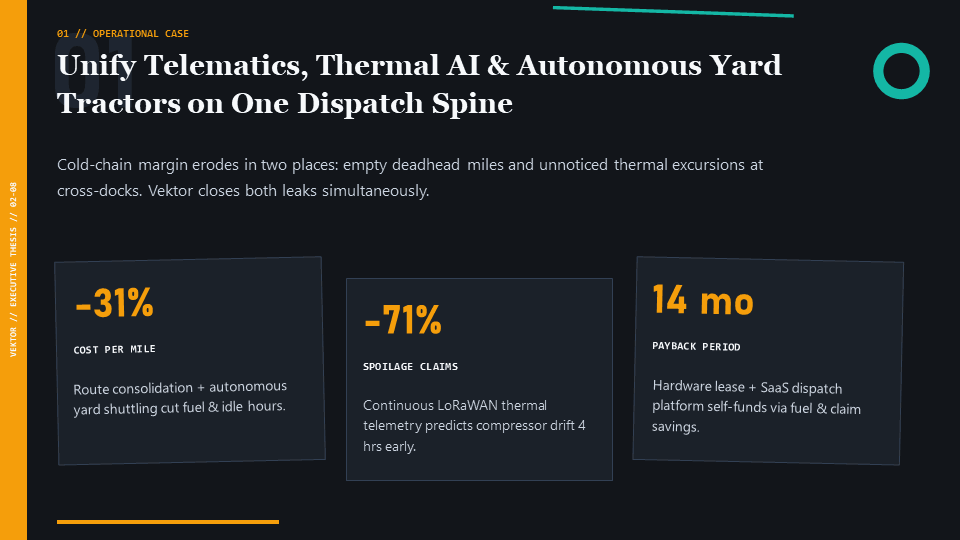 VEKTOR // EXECUTIVE THESIS // 02-08
01 // OPERATIONAL CASE
01
Unify Telematics, Thermal AI & Autonomous Yard
Tractors on One Dispatch Spine
Cold-chain margin erodes in two places: empty deadhead miles and unnoticed thermal excursions at
cross-docks. Vektor closes both leaks simultaneously.
-31%
COST PER MILE
Route consolidation + autonomous
yard shuttling cut fuel & idle hours.
-71%
SPOILAGE CLAIMS
Continuous LoRaWAN thermal
telemetry predicts compressor drift 4
hrs early.
14 mo
PAYBACK PERIOD
Hardware lease + SaaS dispatch
platform self-funds via fuel & claim
savings.